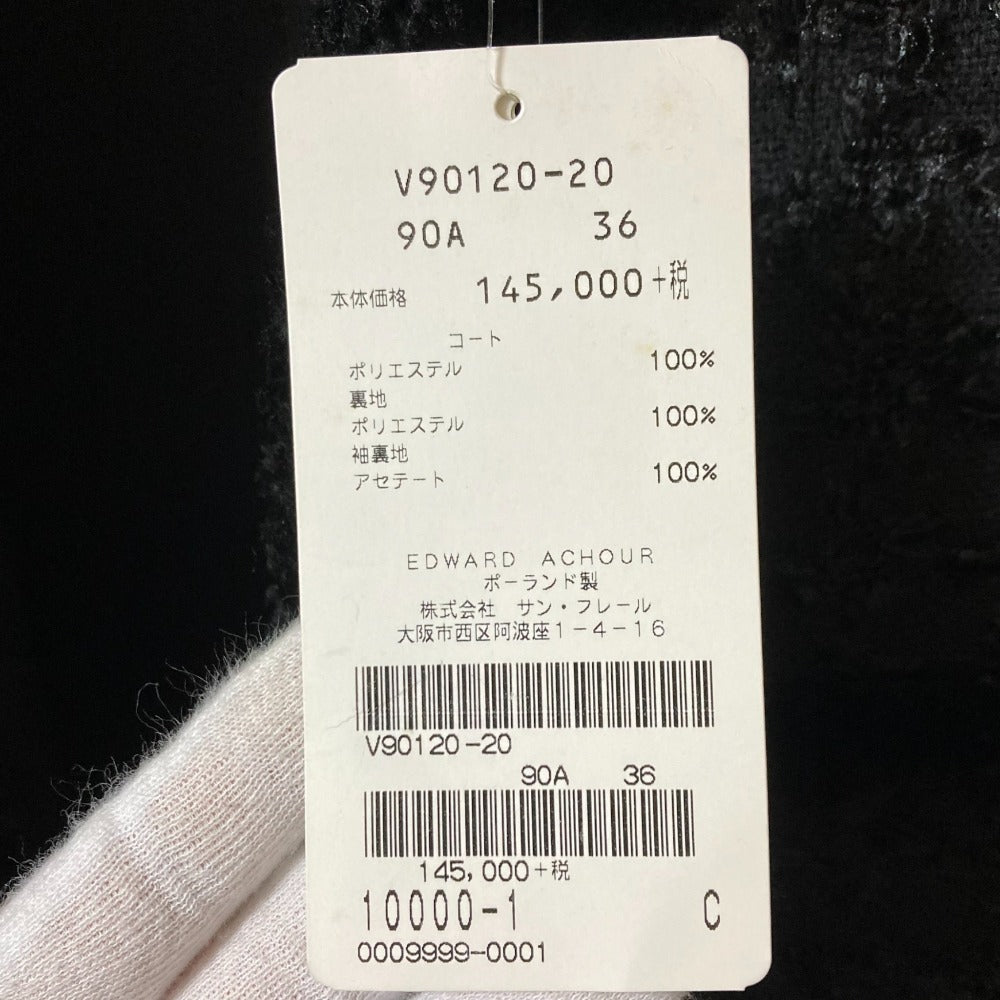 V90120-20
90A 36
本体価格 145,000+税
コート
ポリエステル 100%
裏地
ポリエステル 100%
袖裏地
アセテート 100%
EDWARD ACHOUR
ポーランド製
株式会社 サン・フレール
大阪市西区阿波座1-4-16
V90120-20
90A 36
145,000+税
10000-1 C
0009999-0001